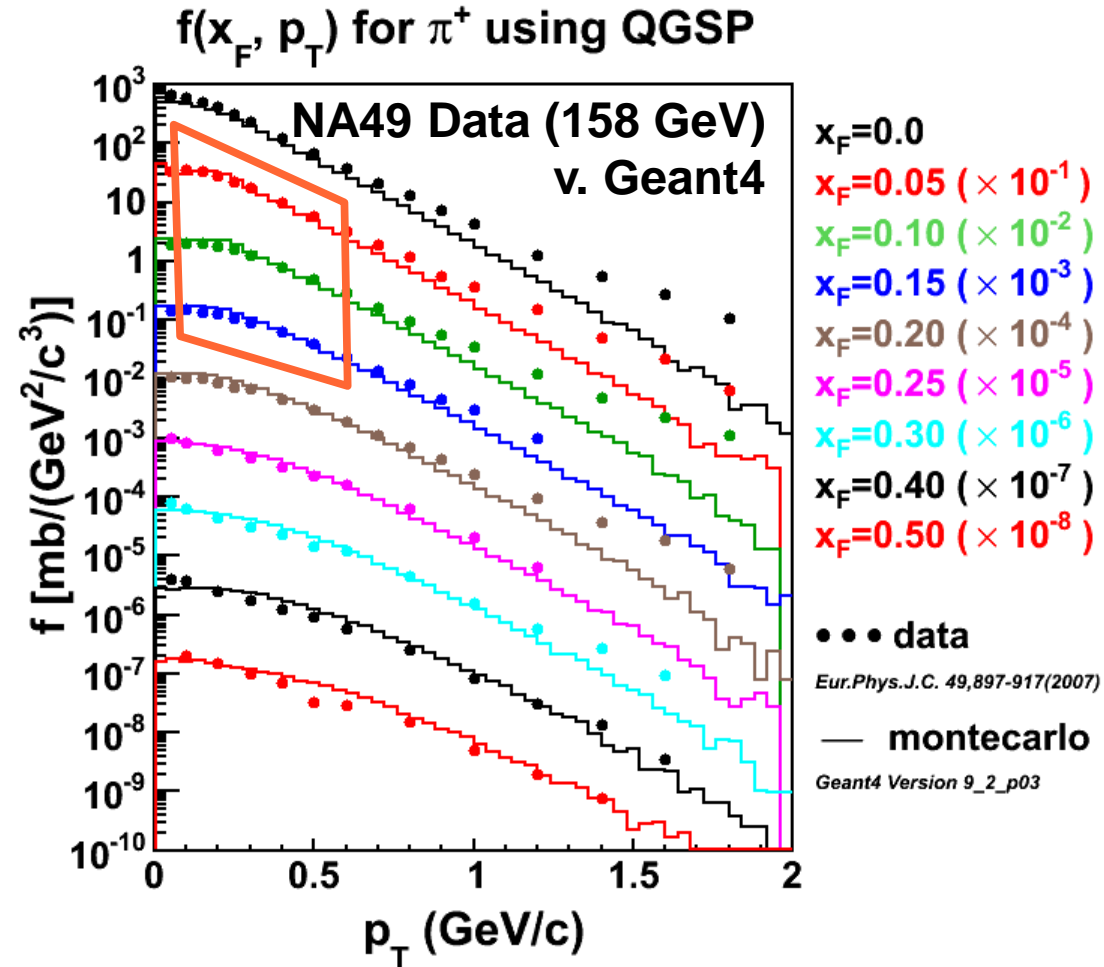 f(x_F, p_T) for π⁺ using QGSP
NA49 Data (158 GeV)
v. Geant4
f [mb/(GeV²/c³)]
10³
10²
10
1
10⁻¹
10⁻²
10⁻³
10⁻⁴
10⁻⁵
10⁻⁶
10⁻⁷
10⁻⁸
10⁻⁹
10⁻¹⁰
0 0.5 1 1.5 2
p_T (GeV/c)
x_F=0.0
x_F=0.05 ( × 10⁻¹ )
x_F=0.10 ( × 10⁻² )
x_F=0.15 ( × 10⁻³ )
x_F=0.20 ( × 10⁻⁴ )
x_F=0.25 ( × 10⁻⁵ )
x_F=0.30 ( × 10⁻⁶ )
x_F=0.40 ( × 10⁻⁷ )
x_F=0.50 ( × 10⁻⁸ )
••• data
Eur.Phys.J.C. 49,897-917(2007)
— montecarlo
Geant4 Version 9_2_p03